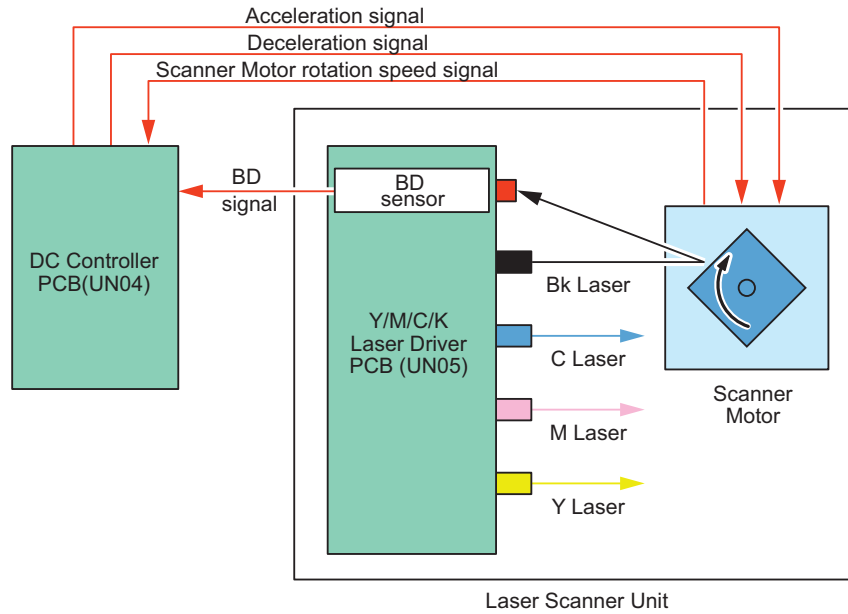 Acceleration signal
Deceleration signal
Scanner Motor rotation speed signal
BD
signal
BD
sensor
DC Controller
PCB(UN04)
Bk Laser
Y/M/C/K
Laser Driver
PCB (UN05)
C Laser
Scanner
Motor
M Laser
Y Laser
Laser Scanner Unit